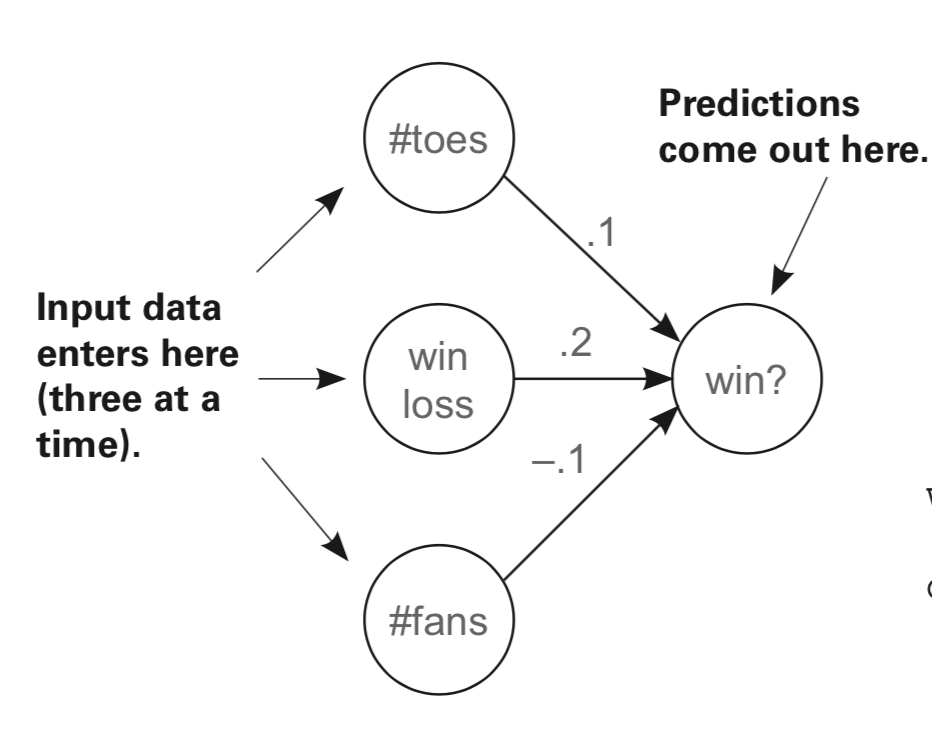 #toes
Predictions
come out here.
.1
Input data
enters here
(three at a
time).
win
loss
.2
win?
–.1
#fans